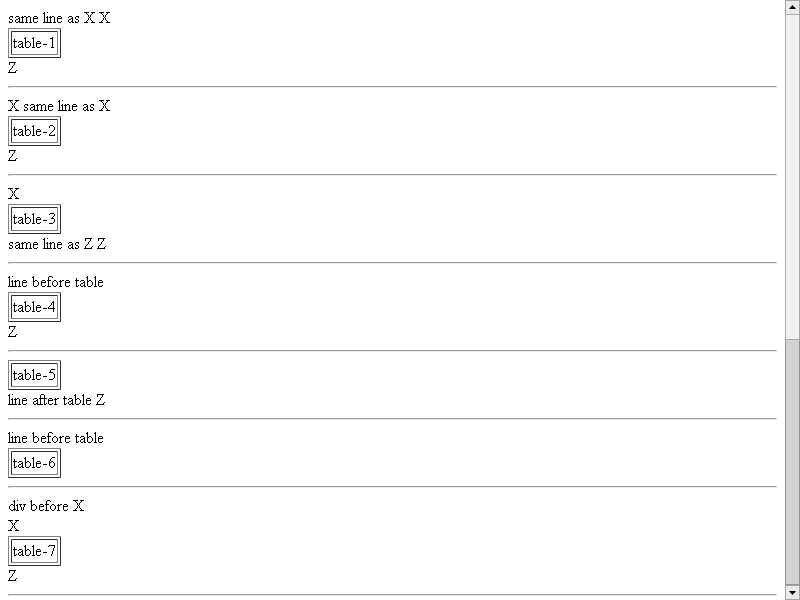 same line as X X
table-1
Z
X same line as X
table-2
Z
X
table-3
same line as Z Z
line before table
table-4
Z
table-5
line after table Z
line before table
table-6
div before X
X
table-7
Z